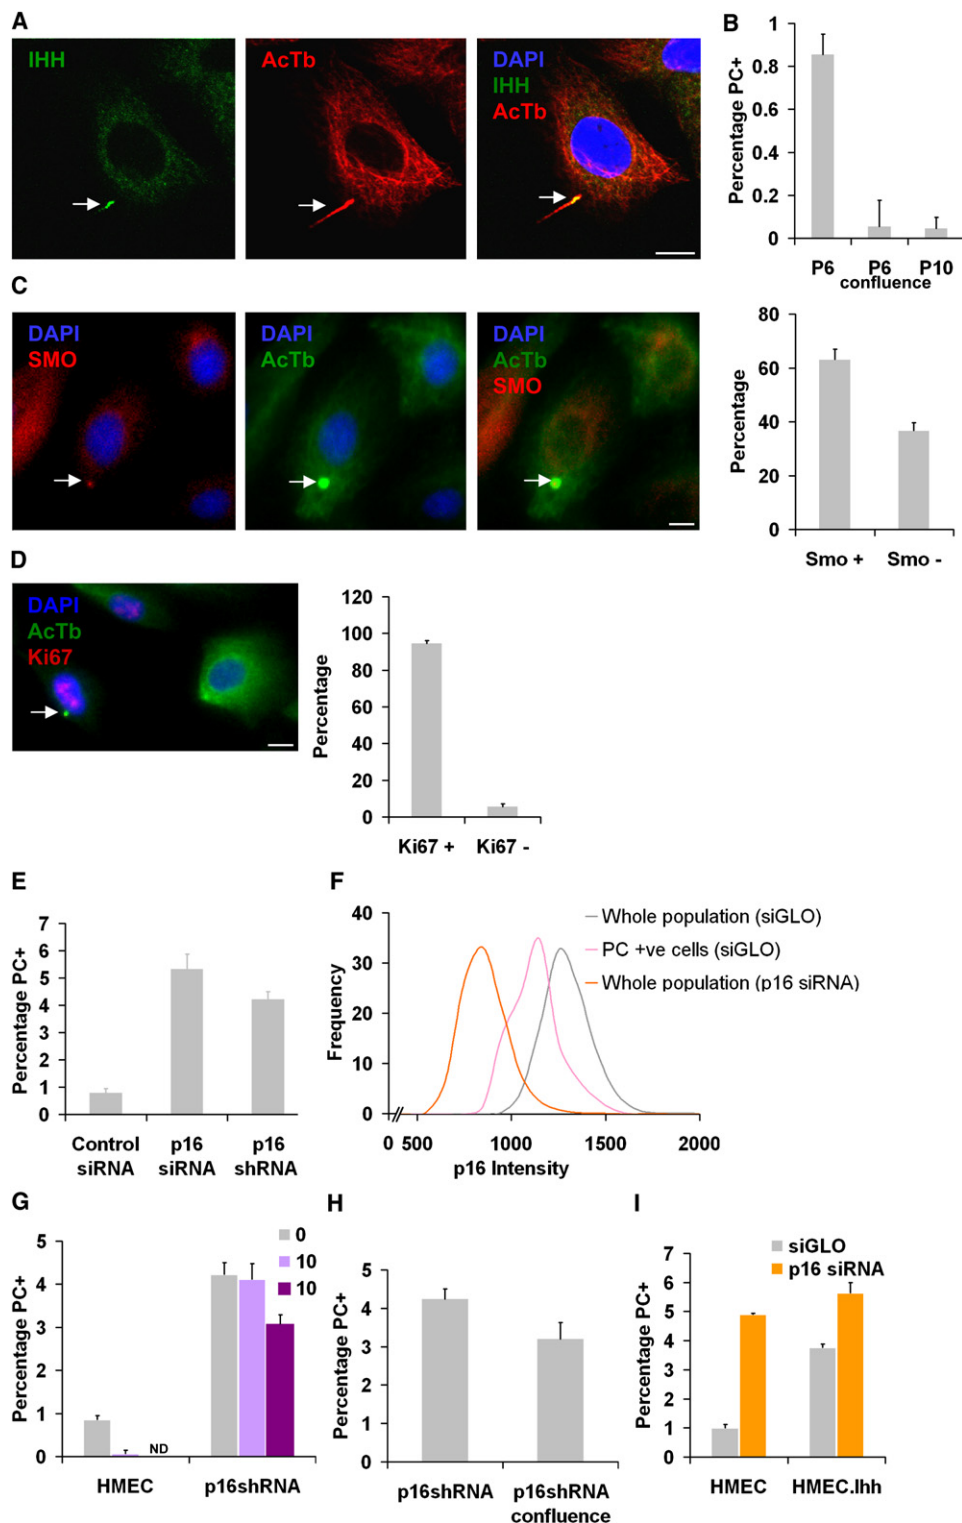 A
IHH
AcTb
DAPI
IHH
AcTb
B
Percentage PC+
1
0.8
0.6
0.4
0.2
0
P6
P6
confluence
P10
C
DAPI
SMO
DAPI
AcTb
DAPI
AcTb
SMO
Percentage
80
60
40
20
0
60
40
20
0
Smo +
Smo -
D
DAPI
AcTb
Ki67
Percentage
120
100
80
60
40
20
0
Ki67 +
Ki67 -
E
Percentage PC+
7
6
5
4
3
2
1
0
Control
siRNA
p16
siRNA
p16
shRNA
F
Frequency
40
30
20
10
0
0
500
1000
1500
2000
p16 Intensity
Whole population (siGLO)
PC +ve cells (siGLO)
Whole population (p16 siRNA)
G
Percentage PC+
5
4
3
2
1
0
0
10
10
ND
HMEC
p16shRNA
H
Percentage PC+
5
4
3
2
1
0
p16shRNA
p16shRNA
confluence
I
Percentage PC+
7
6
5
4
3
2
1
0
siGLO
p16 siRNA
HMEC
HMEC.Ihh